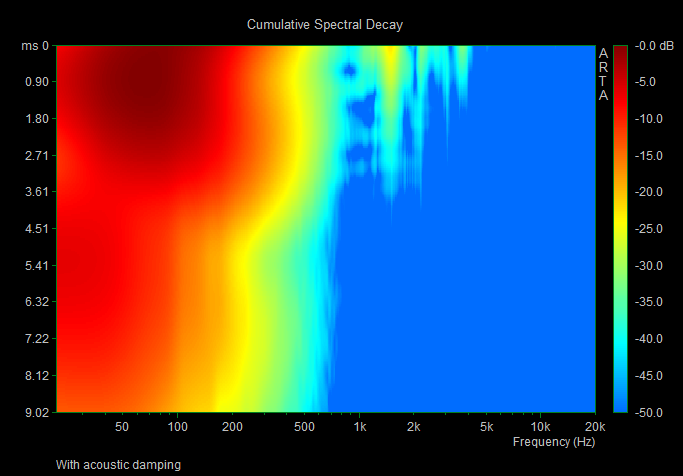 Cumulative Spectral Decay
ms 0
0.90
1.80
2.71
3.61
4.51
5.41
6.32
7.22
8.12
9.02
50 100 200 500 1k 2k 5k 10k 20k
Frequency (Hz)
A
R
T
A
-0.0 dB
-5.0
-10.0
-15.0
-20.0
-25.0
-30.0
-35.0
-40.0
-45.0
-50.0
With acoustic damping